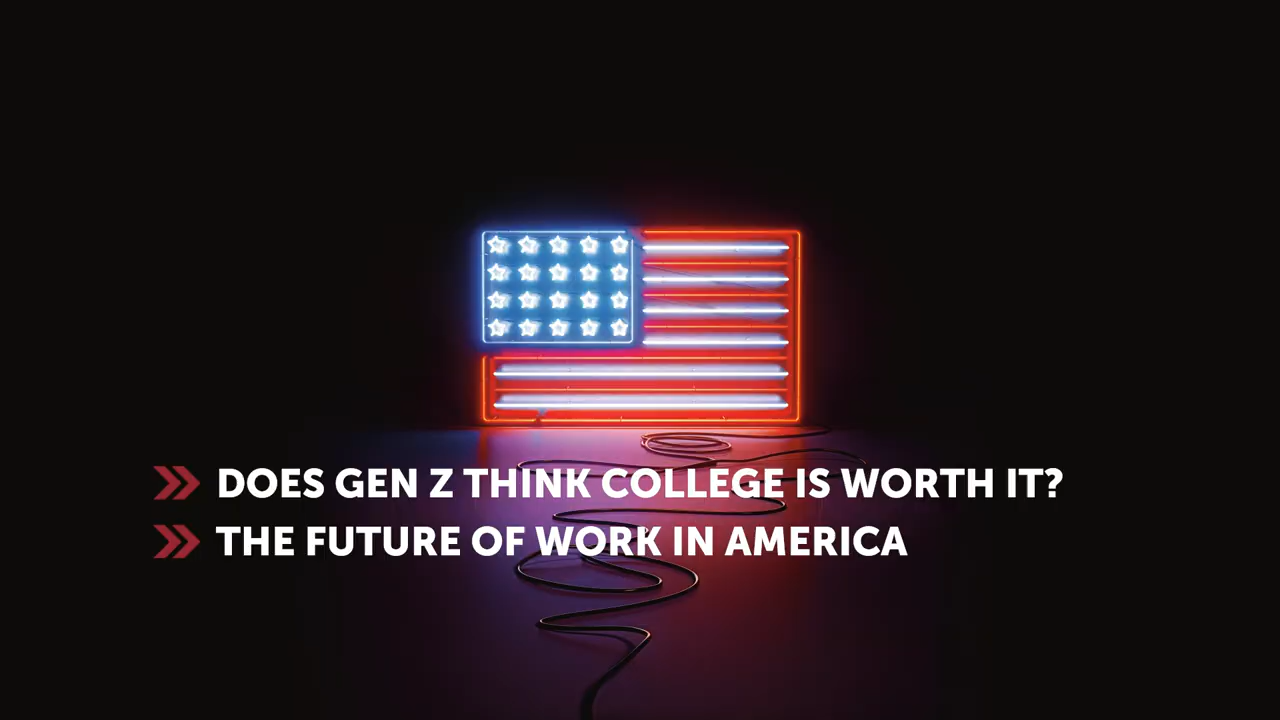 DOES GEN Z THINK COLLEGE IS WORTH IT?
THE FUTURE OF WORK IN AMERICA